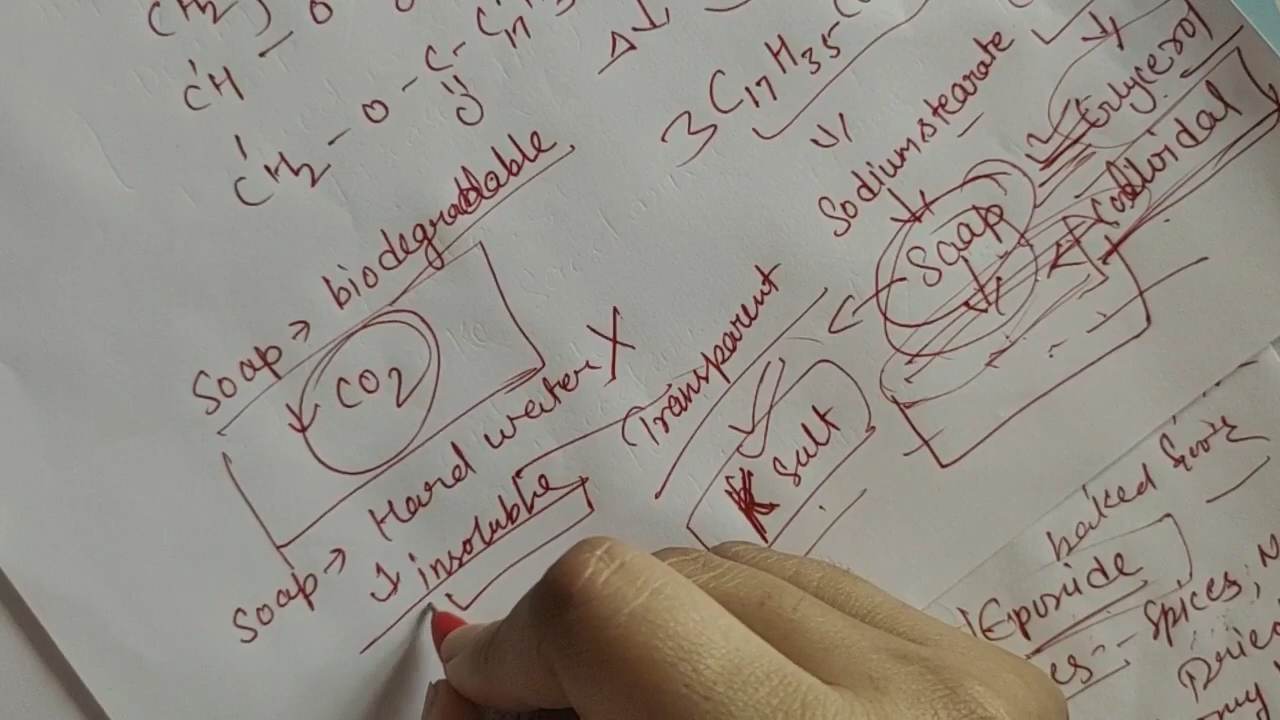 CH
CH2 - O - C -
O
3C17H35
Sodium stearate
Glycerol
Soap
Colloidal
Soap → biodegradable
CO2
Soap → Hard water X
insoluble
Transparent
salt
baked
Epoxide
Spices,